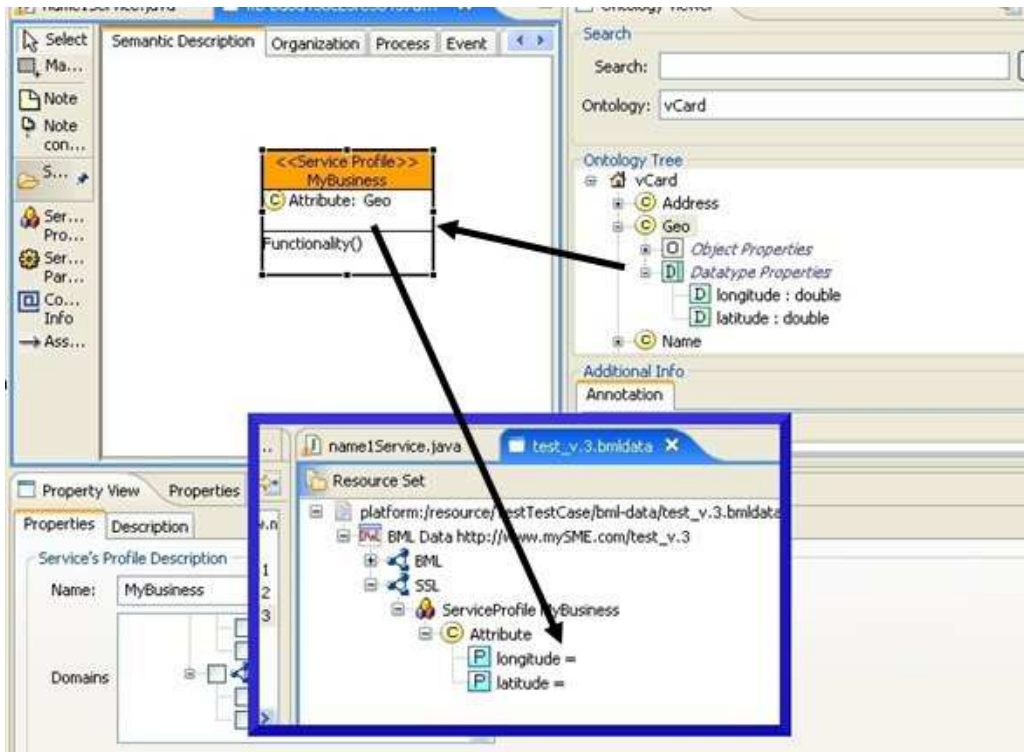 name1Service.java
Ontology Viewer
Select
Ma...
Note
Note
con...
S...
Ser...
Pro...
Ser...
Par...
Co...
Info
Ass...
Semantic Description
Organization
Process
Event
<<Service Profile>>
MyBusiness
C Attribute: Geo
Functionality()
Search
Search:
Ontology: vCard
Ontology Tree
vCard
C Address
C Geo
O Object Properties
D Datatype Properties
D longitude : double
D latitude : double
C Name
Additional Info
Annotation
Property View
Properties
Properties
Description
Service's Profile Description
Name: MyBusiness
Domains
..
1
2
3
name1Service.java
test_v.3.bmldata
Resource Set
platform:/resource/TestTestCase/bml-data/test_v.3.bmldata
BML Data http://www.mySME.com/test_v.3
BML
SSL
ServiceProfile MyBusiness
C Attribute
P longitude =
P latitude =